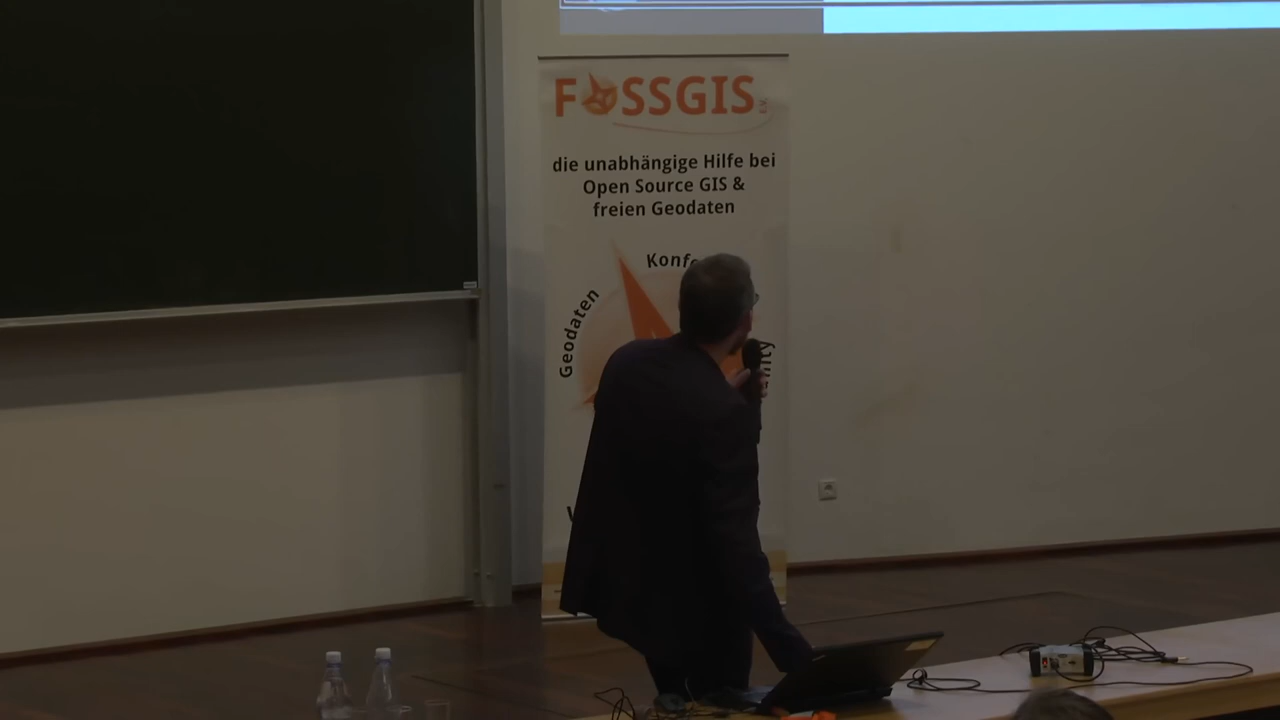 FOSSGIS e.V.
die unabhängige Hilfe bei
Open Source GIS &
freien Geodaten
Geodaten